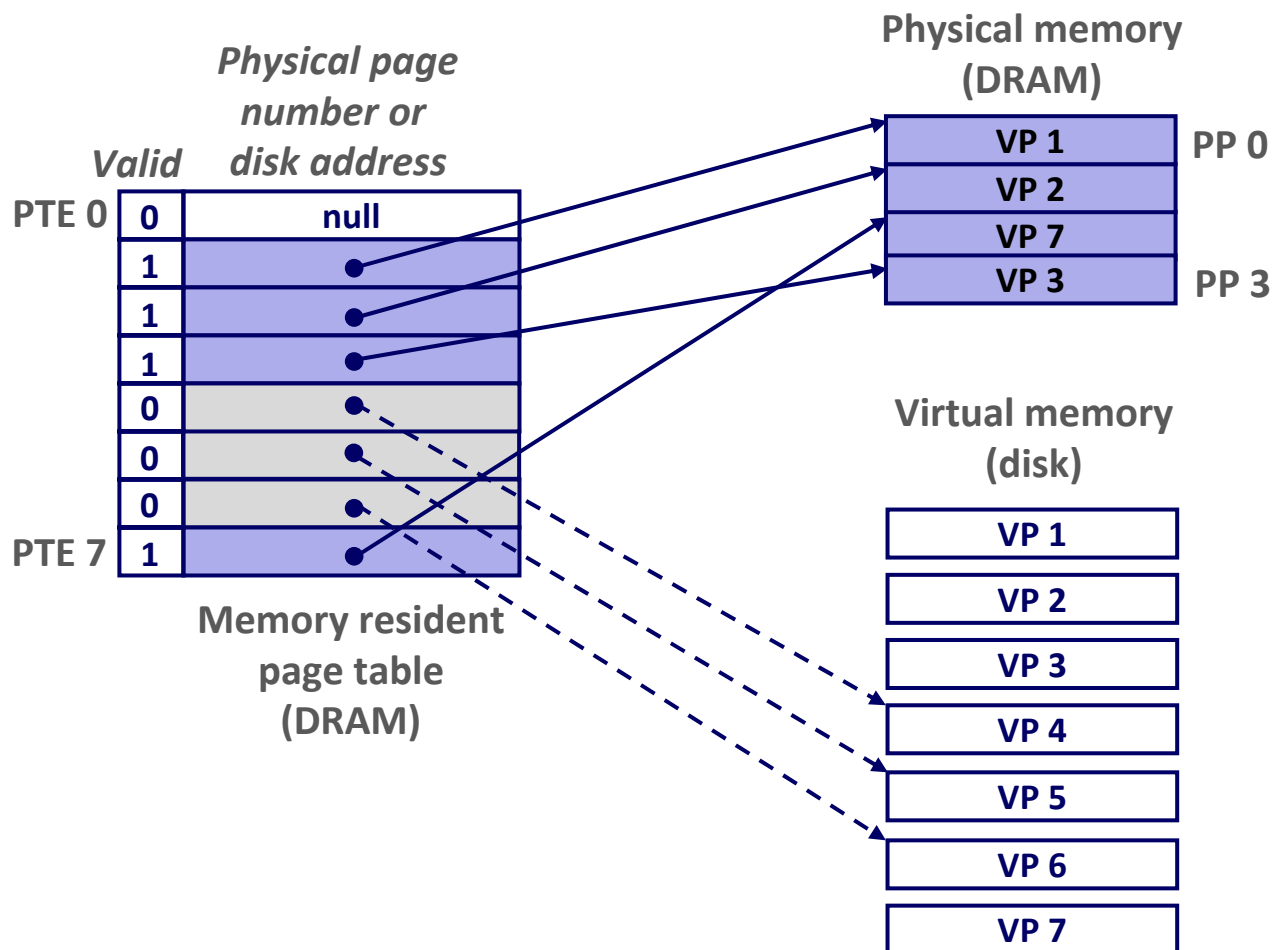 Physical page
number or
disk address
Valid
PTE 0
0
null
1
1
1
0
0
0
PTE 7
1
Memory resident
page table
(DRAM)
Physical memory
(DRAM)
VP 1
PP 0
VP 2
VP 7
VP 3
PP 3
Virtual memory
(disk)
VP 1
VP 2
VP 3
VP 4
VP 5
VP 6
VP 7